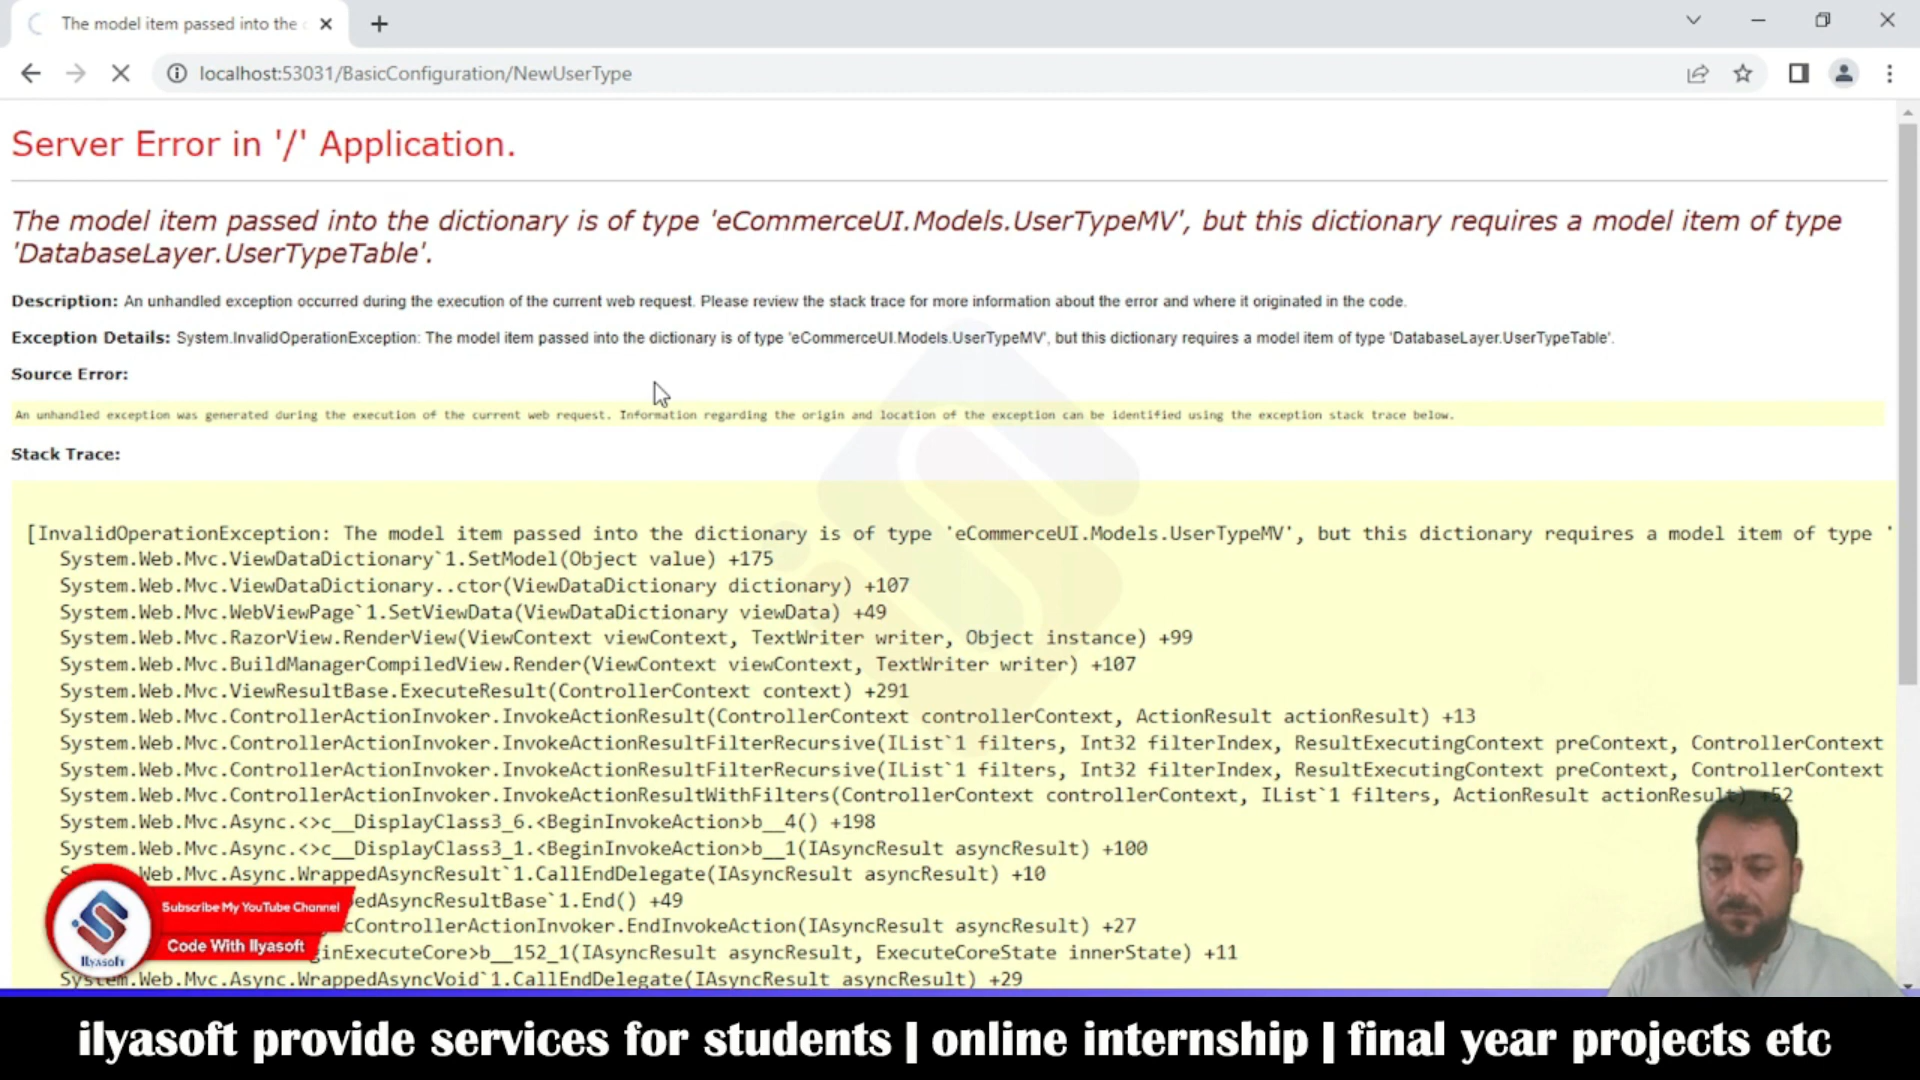 The model item passed into the
localhost:53031/BasicConfiguration/NewUserType
Server Error in '/' Application.
The model item passed into the dictionary is of type 'eCommerceUI.Models.UserTypeMV', but this dictionary requires a model item of type
'DatabaseLayer.UserTypeTable'.
Description: An unhandled exception occurred during the execution of the current web request. Please review the stack trace for more information about the error and where it originated in the code.
Exception Details: System.InvalidOperationException: The model item passed into the dictionary is of type 'eCommerceUI.Models.UserTypeMV', but this dictionary requires a model item of type 'DatabaseLayer.UserTypeTable'.
Source Error:
An unhandled exception was generated during the execution of the current web request. Information regarding the origin and location of the exception can be identified using the exception stack trace below.
Stack Trace:
[InvalidOperationException: The model item passed into the dictionary is of type 'eCommerceUI.Models.UserTypeMV', but this dictionary requires a model item of type '
System.Web.Mvc.ViewDataDictionary`1.SetModel(Object value) +175
System.Web.Mvc.ViewDataDictionary..ctor(ViewDataDictionary dictionary) +107
System.Web.Mvc.WebViewPage`1.SetViewData(ViewDataDictionary viewData) +49
System.Web.Mvc.RazorView.RenderView(ViewContext viewContext, TextWriter writer, Object instance) +99
System.Web.Mvc.BuildManagerCompiledView.Render(ViewContext viewContext, TextWriter writer) +107
System.Web.Mvc.ViewResultBase.ExecuteResult(ControllerContext context) +291
System.Web.Mvc.ControllerActionInvoker.InvokeActionResult(ControllerContext controllerContext, ActionResult actionResult) +13
System.Web.Mvc.ControllerActionInvoker.InvokeActionResultFilterRecursive(IList`1 filters, Int32 filterIndex, ResultExecutingContext preContext, ControllerContext
System.Web.Mvc.ControllerActionInvoker.InvokeActionResultFilterRecursive(IList`1 filters, Int32 filterIndex, ResultExecutingContext preContext, ControllerContext
System.Web.Mvc.ControllerActionInvoker.InvokeActionResultWithFilters(ControllerContext controllerContext, IList`1 filters, ActionResult actionResult) +52
System.Web.Mvc.Async.<>c__DisplayClass3_6.<BeginInvokeAction>b__4() +198
System.Web.Mvc.Async.<>c__DisplayClass3_1.<BeginInvokeAction>b__1(IAsyncResult asyncResult) +100
Web.Mvc.Async.WrappedAsyncResult`1.CallEndDelegate(IAsyncResult asyncResult) +10
edAsyncResultBase`1.End() +49
cControllerActionInvoker.EndInvokeAction(IAsyncResult asyncResult) +27
ginExecuteCore>b__152_1(IAsyncResult asyncResult, ExecuteCoreState innerState) +11
System.Web.Mvc.Async.WrappedAsyncVoid`1.CallEndDelegate(IAsyncResult asyncResult) +29
Subscribe My YouTube Channel
Code With Ilyasoft
Ilyasoft
ilyasoft provide services for students | online internship | final year projects etc